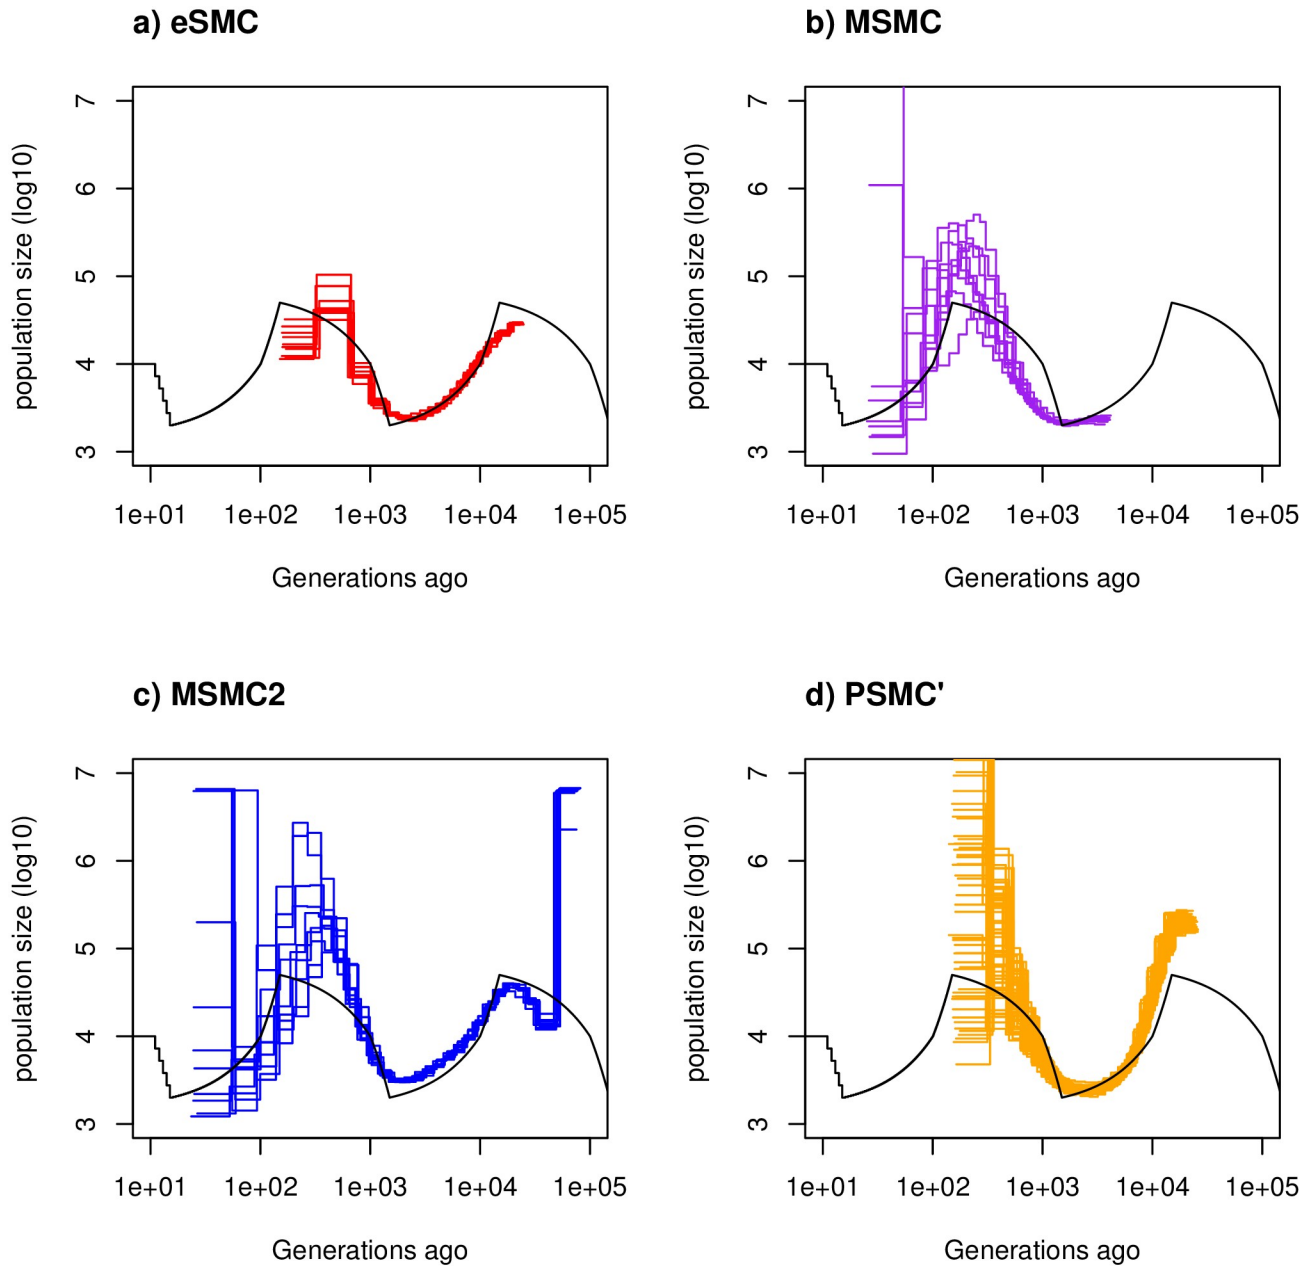 a) eSMC
population size (log10)
7
6
5
4
3
1e+01 1e+02 1e+03 1e+04 1e+05
Generations ago
b) MSMC
population size (log10)
7
6
5
4
3
1e+01 1e+02 1e+03 1e+04 1e+05
Generations ago
c) MSMC2
population size (log10)
7
6
5
4
3
1e+01 1e+02 1e+03 1e+04 1e+05
Generations ago
d) PSMC'
population size (log10)
7
6
5
4
3
1e+01 1e+02 1e+03 1e+04 1e+05
Generations ago